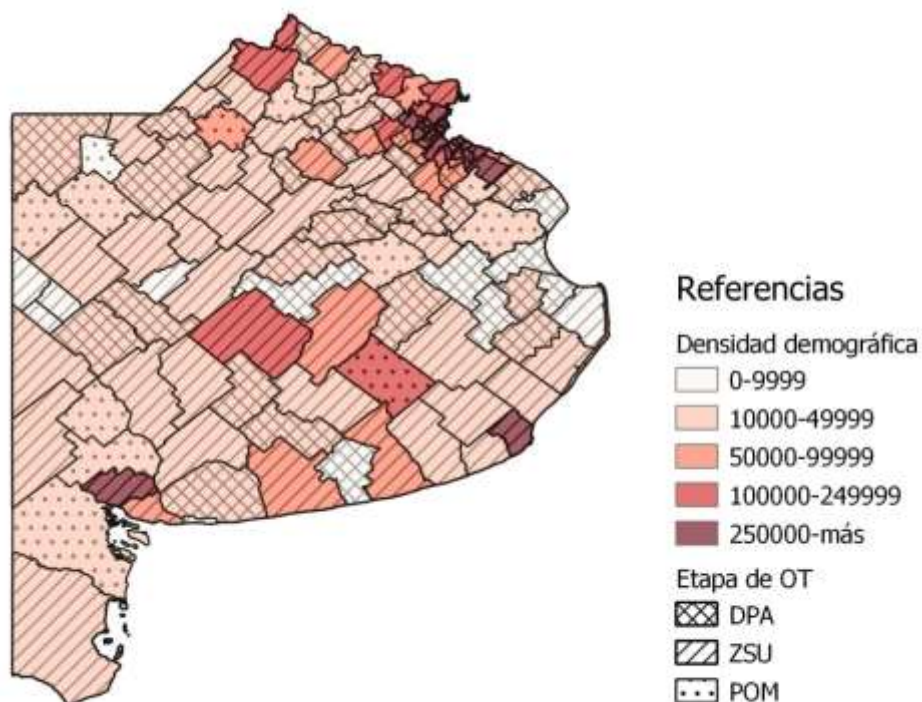 Referencias
Densidad demográfica
0-9999
10000-49999
50000-99999
100000-249999
250000-más
Etapa de OT
DPA
ZSU
POM